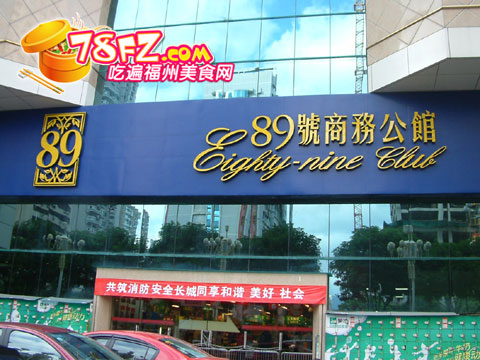 78FZ.COM
吃遍福州美食网
89
89號商務公館
Eighty-nine Club
共筑消防安全长城同享和谐 美好 社会